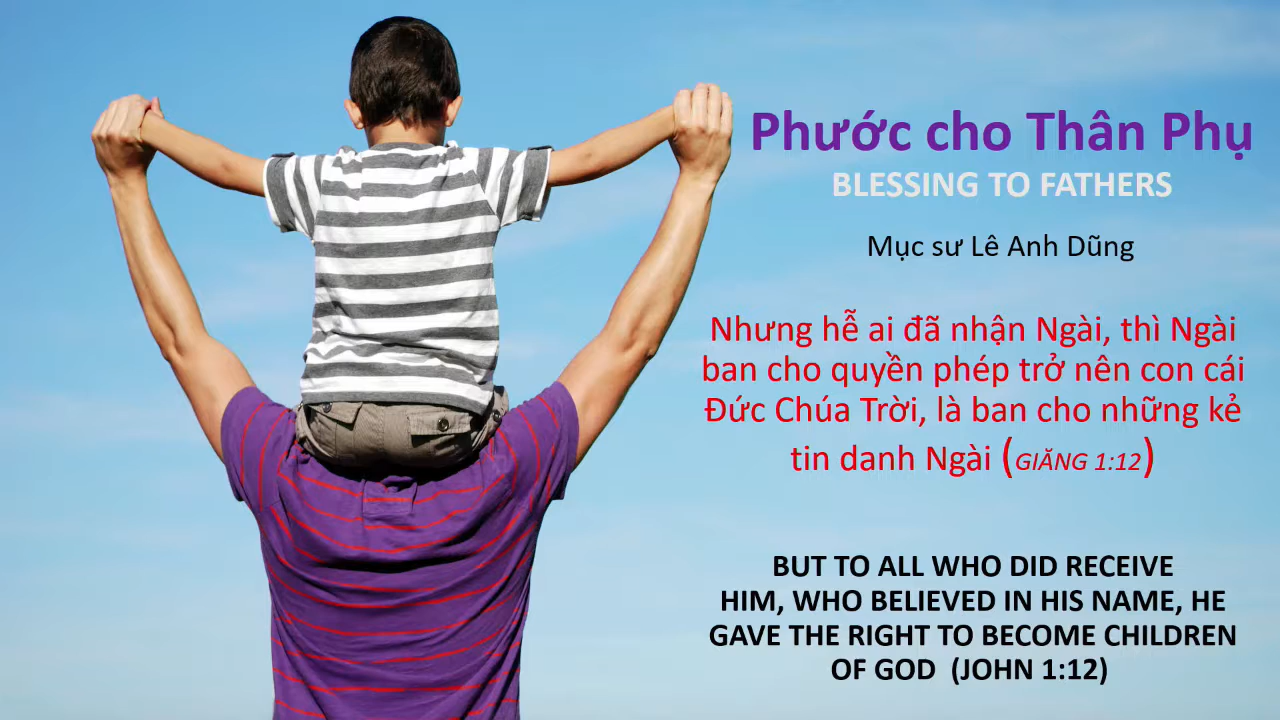 Phước cho Thân Phụ
BLESSING TO FATHERS
Mục sư Lê Anh Dũng
Nhưng hễ ai đã nhận Ngài, thì Ngài
ban cho quyền phép trở nên con cái
Đức Chúa Trời, là ban cho những kẻ
tin danh Ngài (GIĂNG 1:12)
BUT TO ALL WHO DID RECEIVE
HIM, WHO BELIEVED IN HIS NAME, HE
GAVE THE RIGHT TO BECOME CHILDREN
OF GOD (JOHN 1:12)